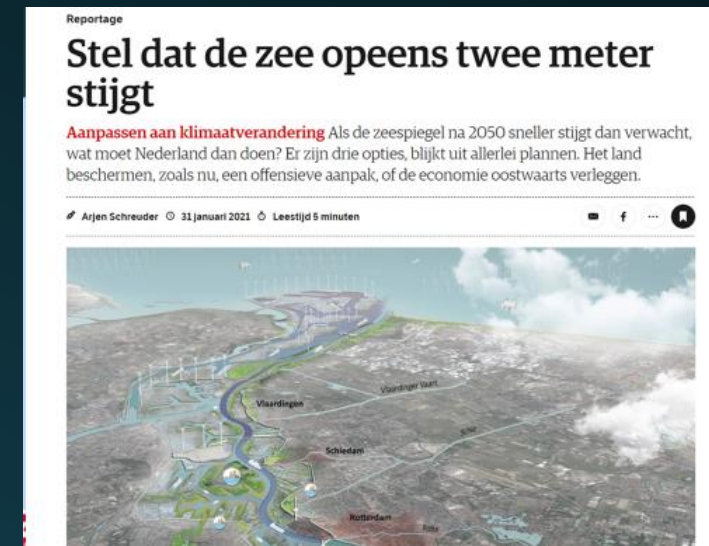 Reportage
Stel dat de zee opeens twee meter
stijgt
Aanpassen aan klimaatverandering Als de zeespiegel na 2050 sneller stijgt dan verwacht,
wat moet Nederland dan doen? Er zijn drie opties, blijkt uit allerlei plannen. Het land
beschermen, zoals nu, een offensieve aanpak, of de economie oostwaarts verleggen.
Arjen Schreuder 31 januari 2021 Leestijd 5 minuten
Vlaardinger Vaart
Vlaardingen
Schie
Schiedam
Rotterdam
Rotte